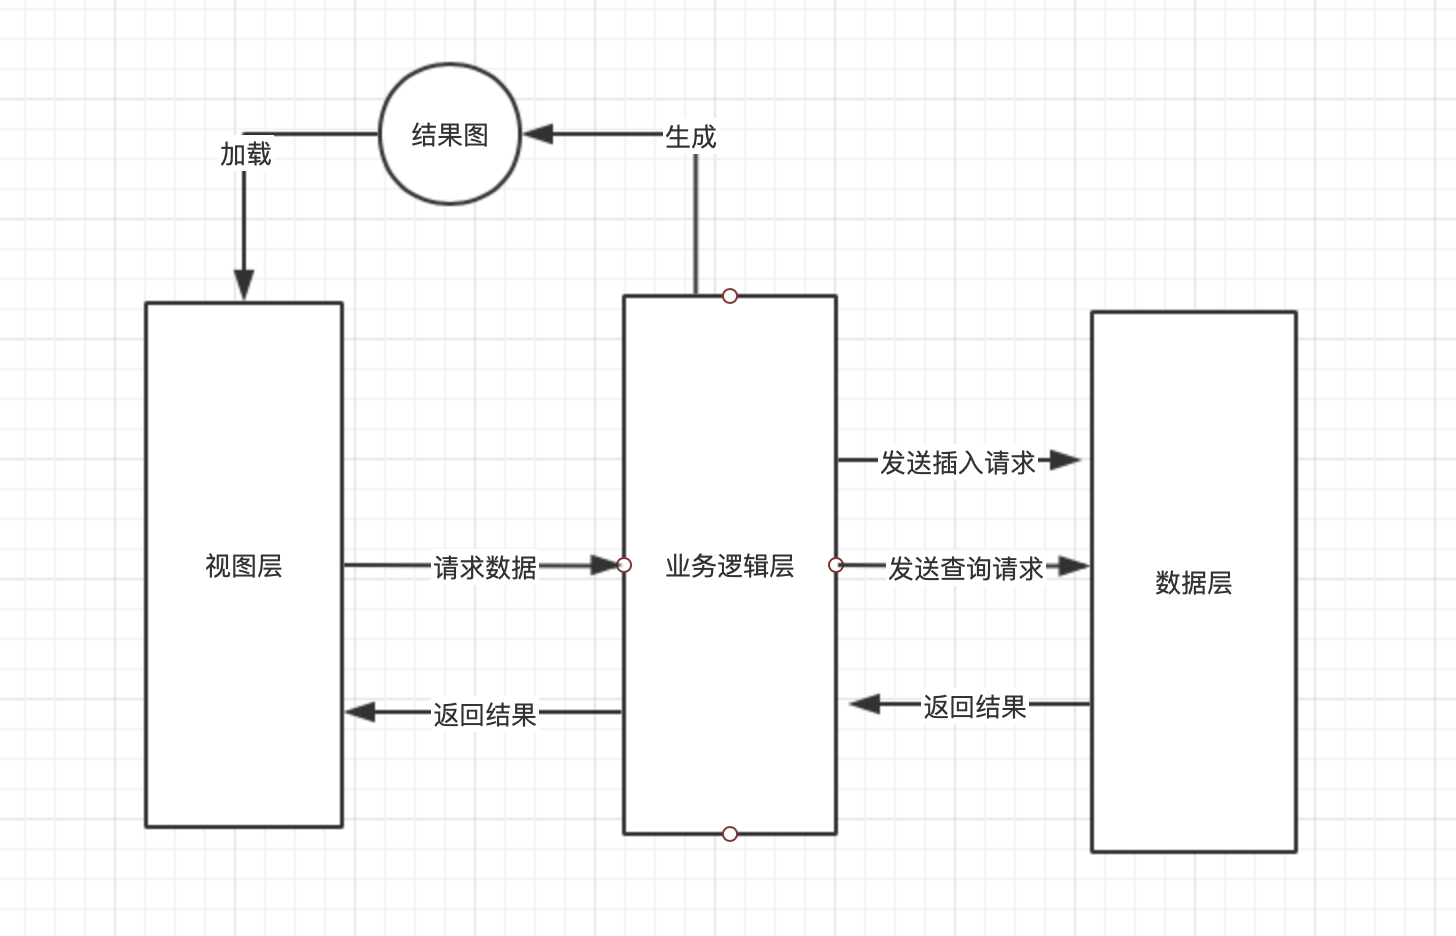 结果图
生成
加载
发送插入请求
视图层
请求数据
业务逻辑层
发送查询请求
数据层
返回结果
返回结果